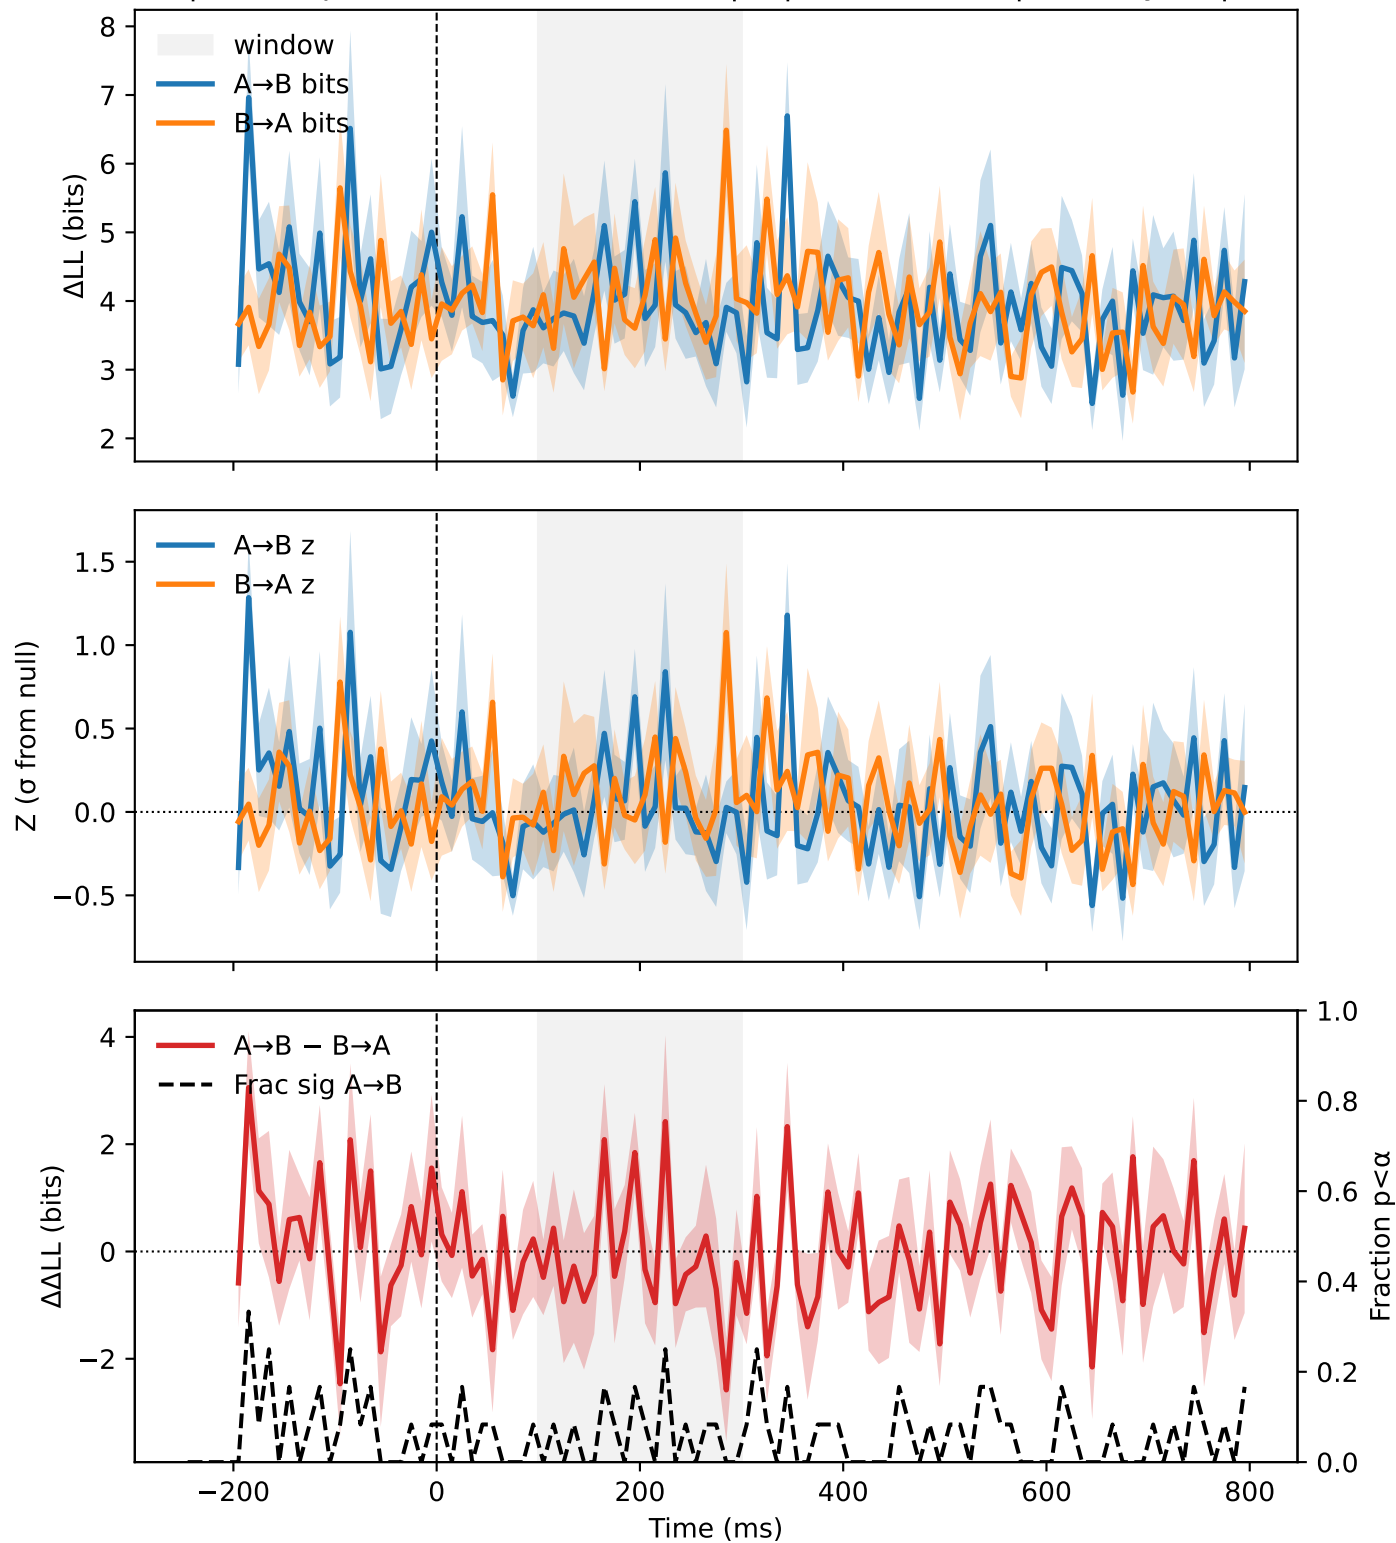 8
7
6
5
4
3
2
ΔLL (bits)
window
A→B bits
B→A bits
1.5
1.0
0.5
0.0
−0.5
Z (σ from null)
A→B z
B→A z
4
2
0
−2
ΔΔLL (bits)
A→B − B→A
Frac sig A→B
1.0
0.8
0.6
0.4
0.2
0.0
Fraction p<α
−200 0 200 400 600 800
Time (ms)